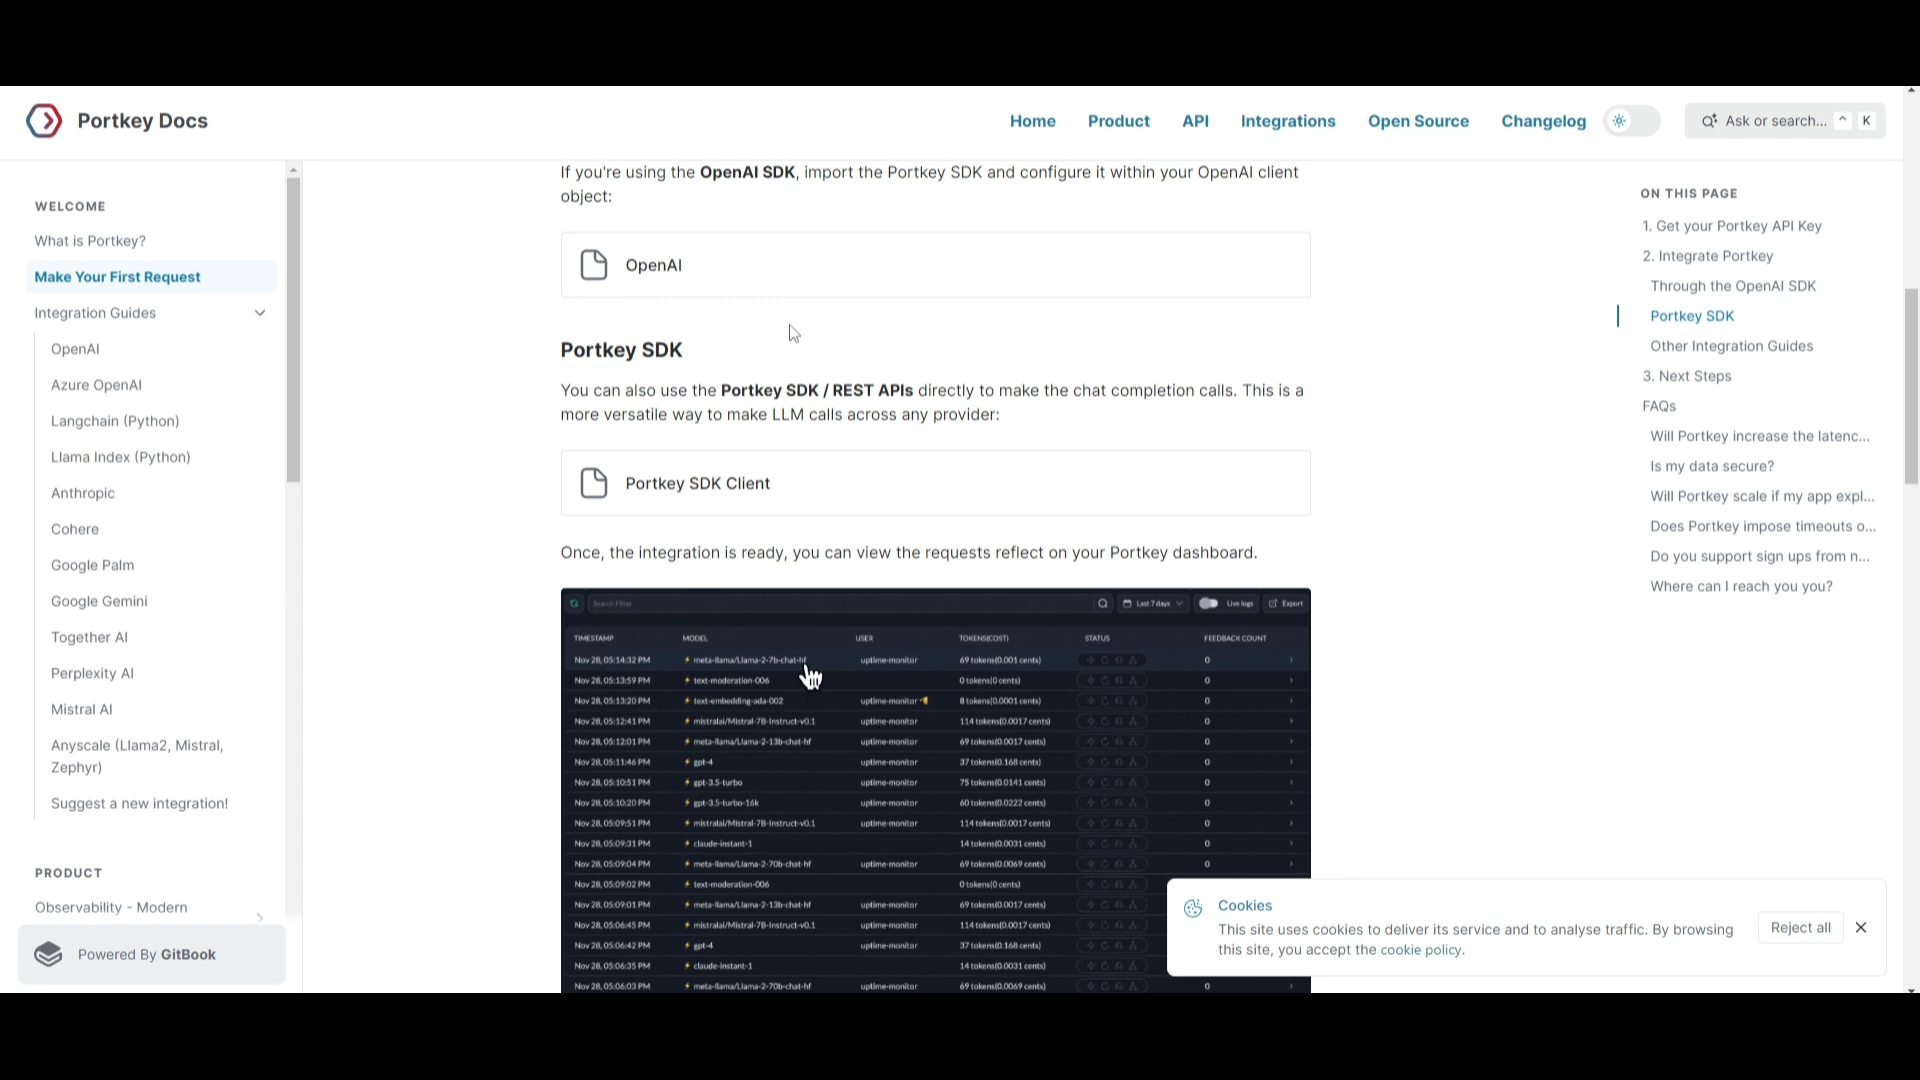 Portkey Docs
Home
Product
API
Integrations
Open Source
Changelog
Ask or search...
^
K
WELCOME
What is Portkey?
Make Your First Request
Integration Guides
OpenAI
Azure OpenAI
Langchain (Python)
Llama Index (Python)
Anthropic
Cohere
Google Palm
Google Gemini
Together AI
Perplexity AI
Mistral AI
Anyscale (Llama2, Mistral,
Zephyr)
Suggest a new integration!
PRODUCT
Observability - Modern
Powered By GitBook
If you're using the OpenAI SDK, import the Portkey SDK and configure it within your OpenAI client
object:
OpenAI
Portkey SDK
You can also use the Portkey SDK / REST APIs directly to make the chat completion calls. This is a
more versatile way to make LLM calls across any provider:
Portkey SDK Client
Once, the integration is ready, you can view the requests reflect on your Portkey dashboard.
Search Filter
Last 7 days
Live logs
Export
TIMESTAMP MODEL USER TOKENS(COST) STATUS FEEDBACK COUNT
Nov 28, 05:14:32 PM meta-llama/Llama-2-7b-chat-hf uptime-monitor 69 tokens(0.001 cents) 0
Nov 28, 05:13:59 PM text-moderation-006 0 tokens(0 cents) 0
Nov 28, 05:13:20 PM text-embedding-ada-002 uptime-monitor 8 tokens(0.0001 cents) 0
Nov 28, 05:12:41 PM mistralai/Mistral-7B-Instruct-v0.1 uptime-monitor 114 tokens(0.0017 cents) 0
Nov 28, 05:12:01 PM meta-llama/Llama-2-13b-chat-hf uptime-monitor 69 tokens(0.0017 cents) 0
Nov 28, 05:11:46 PM gpt-4 uptime-monitor 37 tokens(0.168 cents) 0
Nov 28, 05:10:51 PM gpt-3.5-turbo uptime-monitor 75 tokens(0.0141 cents) 0
Nov 28, 05:10:20 PM gpt-3.5-turbo-16k uptime-monitor 60 tokens(0.0222 cents) 0
Nov 28, 05:09:51 PM mistralai/Mistral-7B-Instruct-v0.1 uptime-monitor 114 tokens(0.0017 cents) 0
Nov 28, 05:09:31 PM claude-instant-1 14 tokens(0.0031 cents) 0
Nov 28, 05:09:04 PM meta-llama/Llama-2-70b-chat-hf uptime-monitor 69 tokens(0.0069 cents) 0
Nov 28, 05:09:02 PM text-moderation-006 0 tokens(0 cents)
Nov 28, 05:09:01 PM meta-llama/Llama-2-13b-chat-hf uptime-monitor 69 tokens(0.0017 cents)
Nov 28, 05:06:45 PM mistralai/Mistral-7B-Instruct-v0.1 uptime-monitor 114 tokens(0.0017 cents)
Nov 28, 05:06:42 PM gpt-4 uptime-monitor 37 tokens(0.168 cents)
Nov 28, 05:06:35 PM claude-instant-1 14 tokens(0.0031 cents)
Nov 28, 05:06:03 PM meta-llama/Llama-2-70b-chat-hf uptime-monitor 69 tokens(0.0069 cents) 0
ON THIS PAGE
1. Get your Portkey API Key
2. Integrate Portkey
Through the OpenAI SDK
Portkey SDK
Other Integration Guides
3. Next Steps
FAQs
Will Portkey increase the latenc...
Is my data secure?
Will Portkey scale if my app expl...
Does Portkey impose timeouts o...
Do you support sign ups from n...
Where can I reach you you?
Cookies
This site uses cookies to deliver its service and to analyse traffic. By browsing
this site, you accept the cookie policy.
Reject all